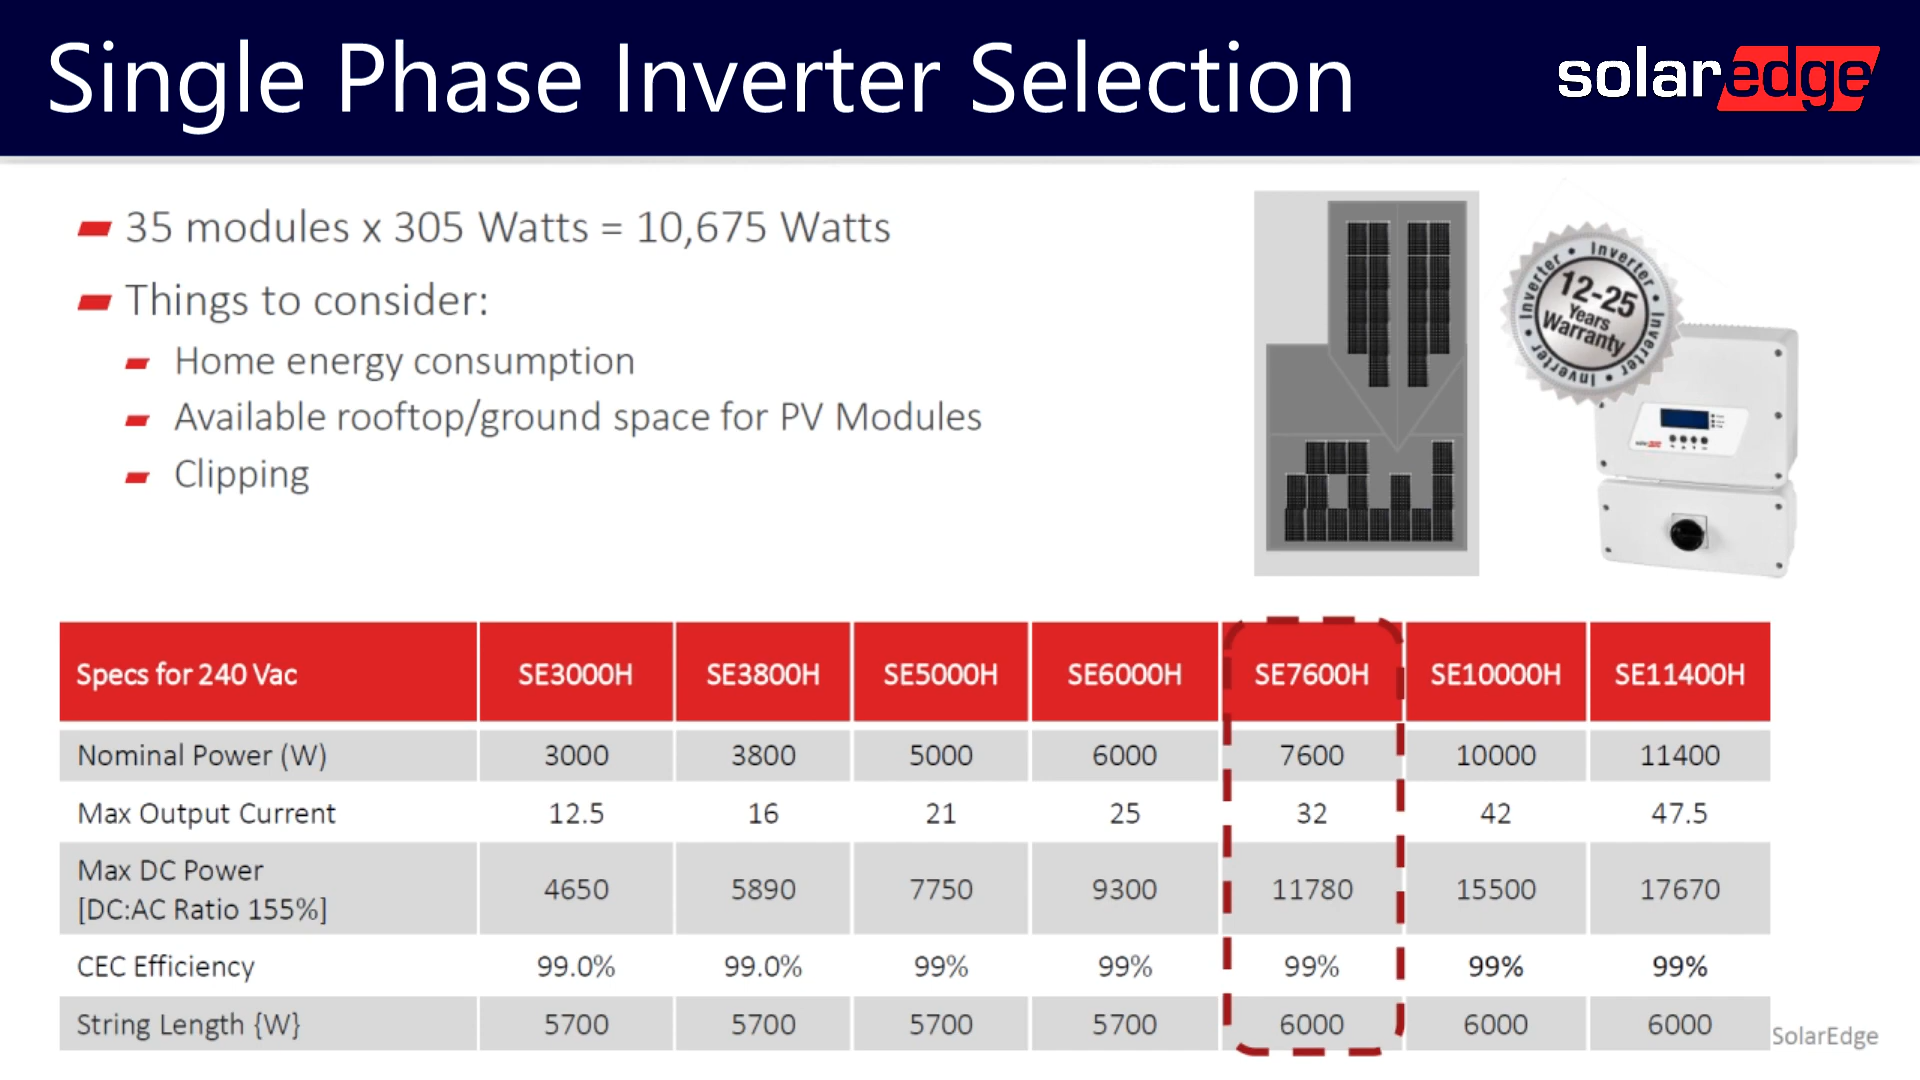 Single Phase Inverter Selection
solaredge
35 modules x 305 Watts = 10,675 Watts
Things to consider:
Home energy consumption
Available rooftop/ground space for PV Modules
Clipping
Inverter • Inverter • Inverter • Inverter •
12-25
Years
Warranty
Specs for 240 Vac SE3000H SE3800H SE5000H SE6000H SE7600H SE10000H SE11400H
Nominal Power (W) 3000 3800 5000 6000 7600 10000 11400
Max Output Current 12.5 16 21 25 32 42 47.5
Max DC Power
[DC:AC Ratio 155%] 4650 5890 7750 9300 11780 15500 17670
CEC Efficiency 99.0% 99.0% 99% 99% 99% 99% 99%
String Length {W} 5700 5700 5700 5700 6000 6000 6000
SolarEdge